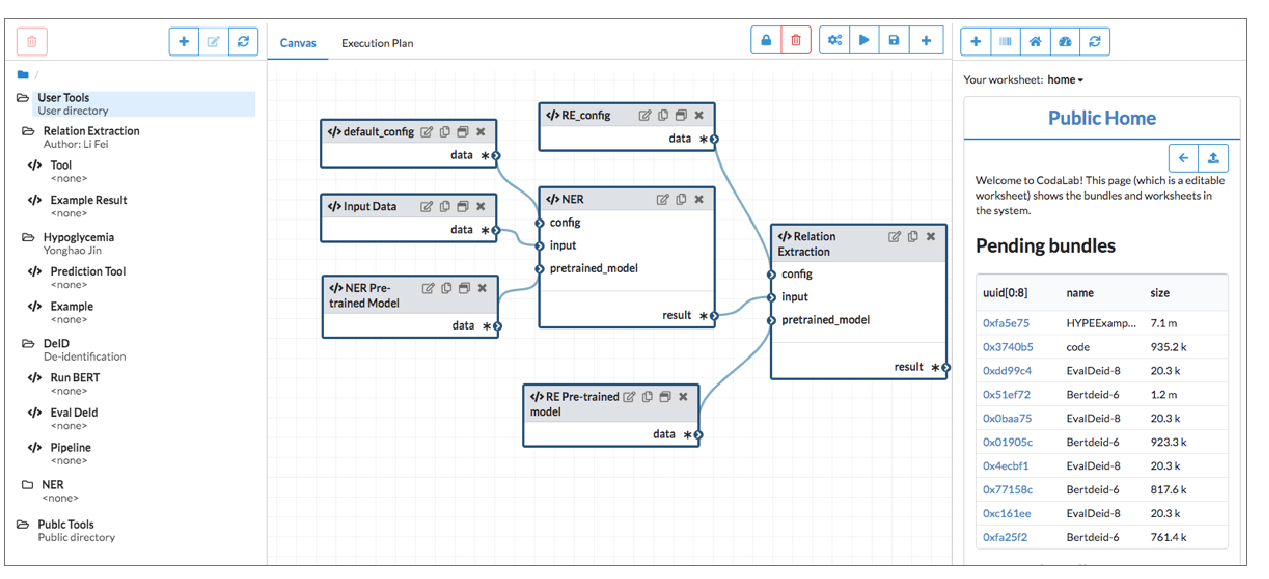 /
User Tools
User directory
Relation Extraction
Author: Li Fei
</> Tool
<none>
</> Example Result
<none>
Hypoglycemia
Yonghao Jin
</> Prediction Tool
<none>
</> Example
<none>
DeID
De-identification
</> Run BERT
<none>
</> Eval DeId
<none>
</> Pipeline
<none>
NER
<none>
Publc Tools
Public directory
Canvas Execution Plan
</> default_config
data *
</> Input Data
data *
</> NER Pre-
trained Model
data *
</> RE_config
data *
</> NER
config
input
pretrained_model
result *
</> RE Pre-trained
model
data *
</> Relation
Extraction
config
input
pretrained_model
result *
Your worksheet: home
Public Home
Welcome to CodaLab! This page (which is a editable
worksheet) shows the bundles and worksheets in
the system.
Pending bundles
uuid[0:8] name size
0xfa5e75 HYPEExamp... 7.1 m
0x3740b5 code 935.2 k
0xdd99c4 EvalDeid-8 20.3 k
0x51ef72 Bertdeid-6 1.2 m
0x0baa75 EvalDeid-8 20.3 k
0x01905c Bertdeid-6 923.3 k
0x4ecbf1 EvalDeid-8 20.3 k
0x77158c Bertdeid-6 817.6 k
0xc161ee EvalDeid-8 20.3 k
0xfa25f2 Bertdeid-6 761.4 k